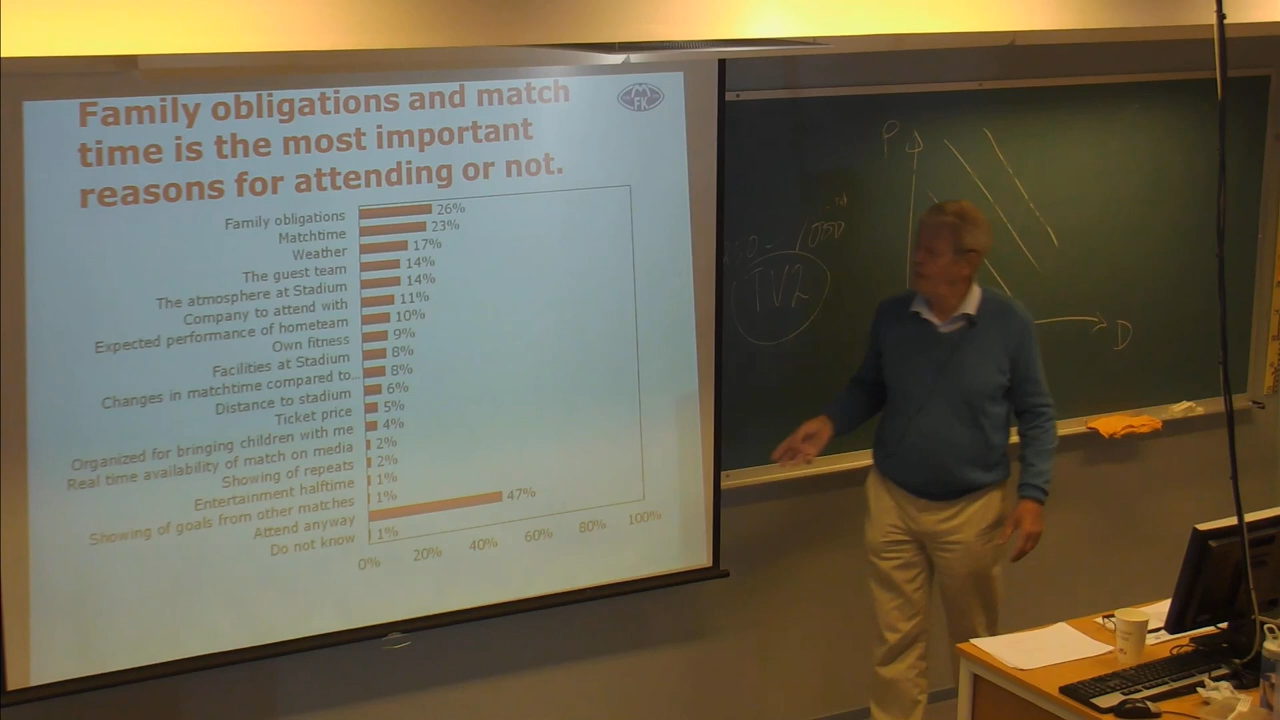 Family obligations and match
time is the most important
reasons for attending or not.
MFK
Family obligations 26%
Matchtime 23%
Weather 17%
The guest team 14%
The atmosphere at Stadium 14%
Company to attend with 11%
Expected performance of hometeam 10%
Own fitness 9%
Facilities at Stadium 8%
Changes in matchtime compared to... 8%
Distance to stadium 6%
Ticket price 5%
Organized for bringing children with me 4%
Real time availability of match on media 2%
Showing of repeats 2%
Entertainment halftime 1%
Showing of goals from other matches 1%
Attend anyway 47%
Do not know 1%
0% 20% 40% 60% 80% 100%
P
TV2
D